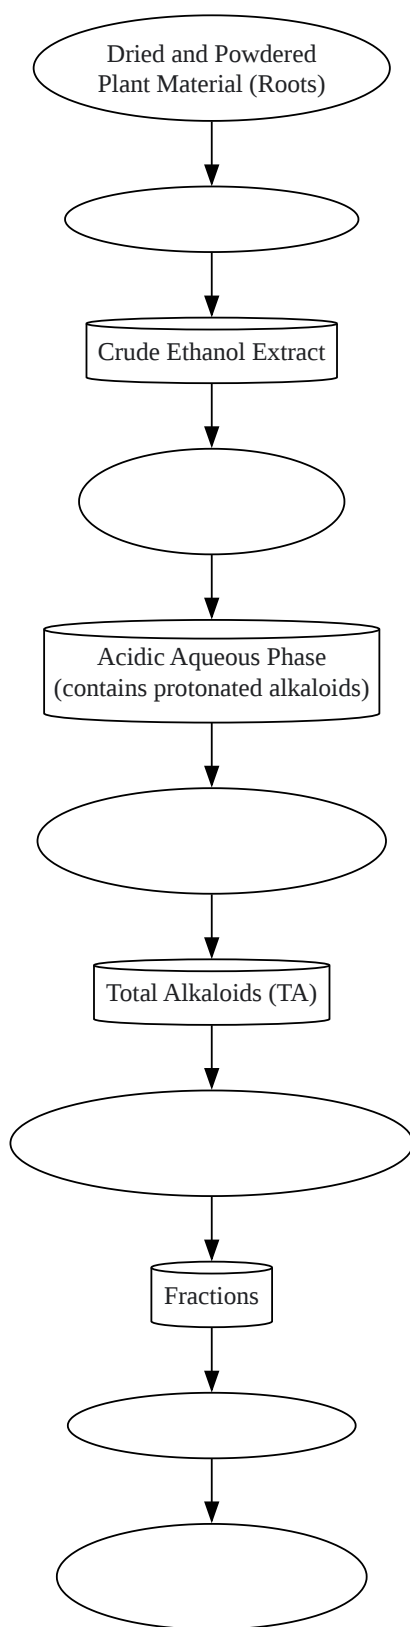 Dried and Powdered
Plant Material (Roots)
Crude Ethanol Extract
Acidic Aqueous Phase
(contains protonated alkaloids)
Total Alkaloids (TA)
Fractions